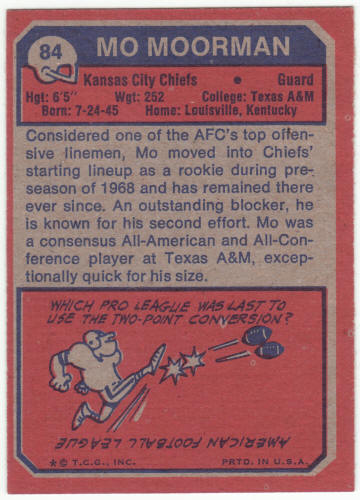 84
MO MOORMAN
Kansas City Chiefs • Guard
Hgt: 6'5" Wgt: 252 College: Texas A&M
Born: 7-24-45 Home: Louisville, Kentucky
Considered one of the AFC's top offen-
sive linemen, Mo moved into Chiefs'
starting lineup as a rookie during pre-
season of 1968 and has remained there
ever since. An outstanding blocker, he
is known for his second effort. Mo was
a consensus All-American and All-Con-
ference player at Texas A&M, excep-
tionally quick for his size.
WHICH PRO LEAGUE WAS LAST TO
USE THE TWO-POINT CONVERSION?
AMERICAN FOOTBALL LEAGUE
*© T.C.G., INC. PRTD. IN U.S.A.